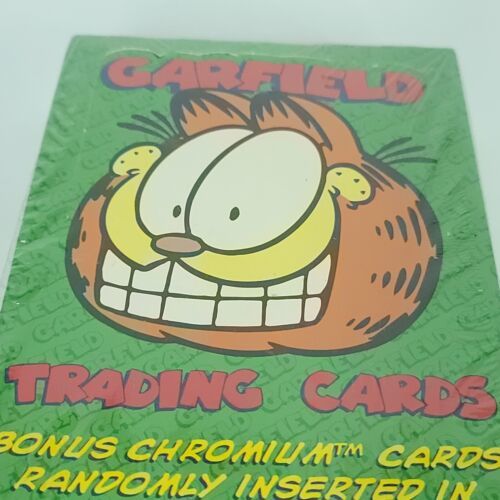 GARFIELD
TRADING CARDS
BONUS CHROMIUM™ CARDS
RANDOMLY INSERTED IN